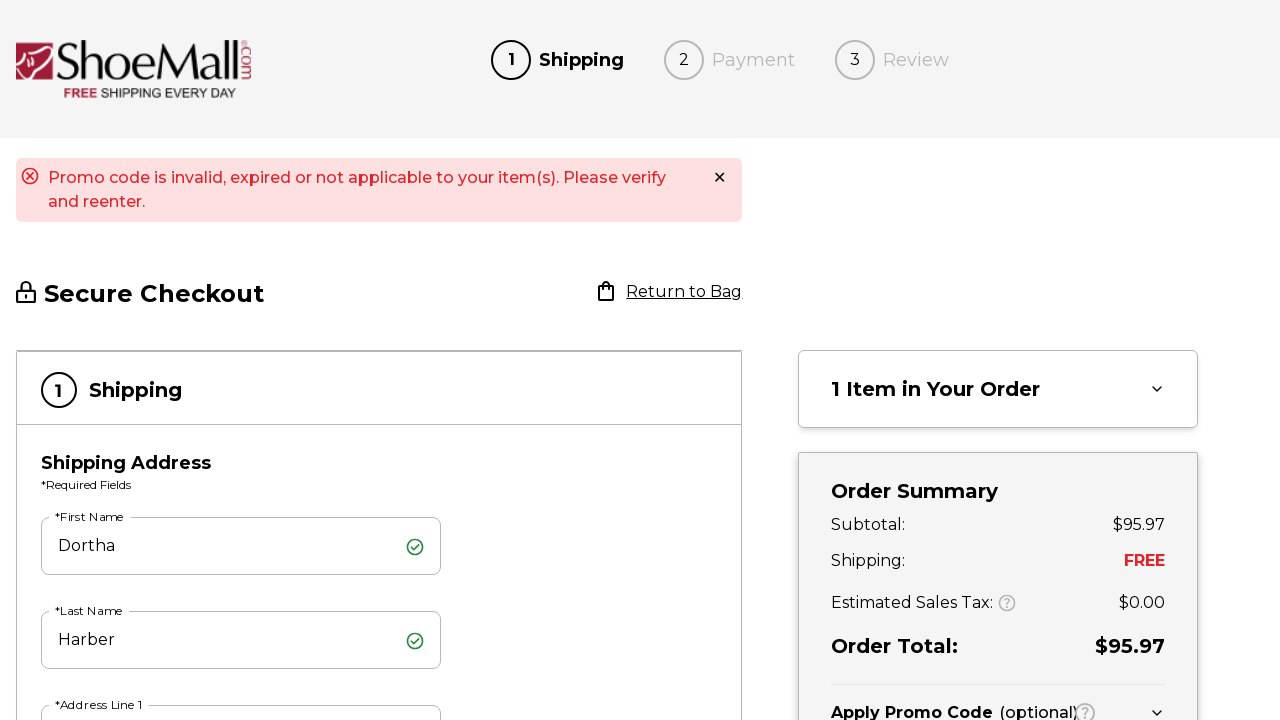 ShoeMall.com
FREE SHIPPING EVERY DAY
1 Shipping
2 Payment
3 Review
Promo code is invalid, expired or not applicable to your item(s). Please verify
and reenter.
Secure Checkout
Return to Bag
1 Shipping
Shipping Address
*Required Fields
*First Name
Dortha
*Last Name
Harber
*Address Line 1
1 Item in Your Order
Order Summary
Subtotal: $95.97
Shipping: FREE
Estimated Sales Tax: ? $0.00
Order Total: $95.97
Apply Promo Code (optional) ?